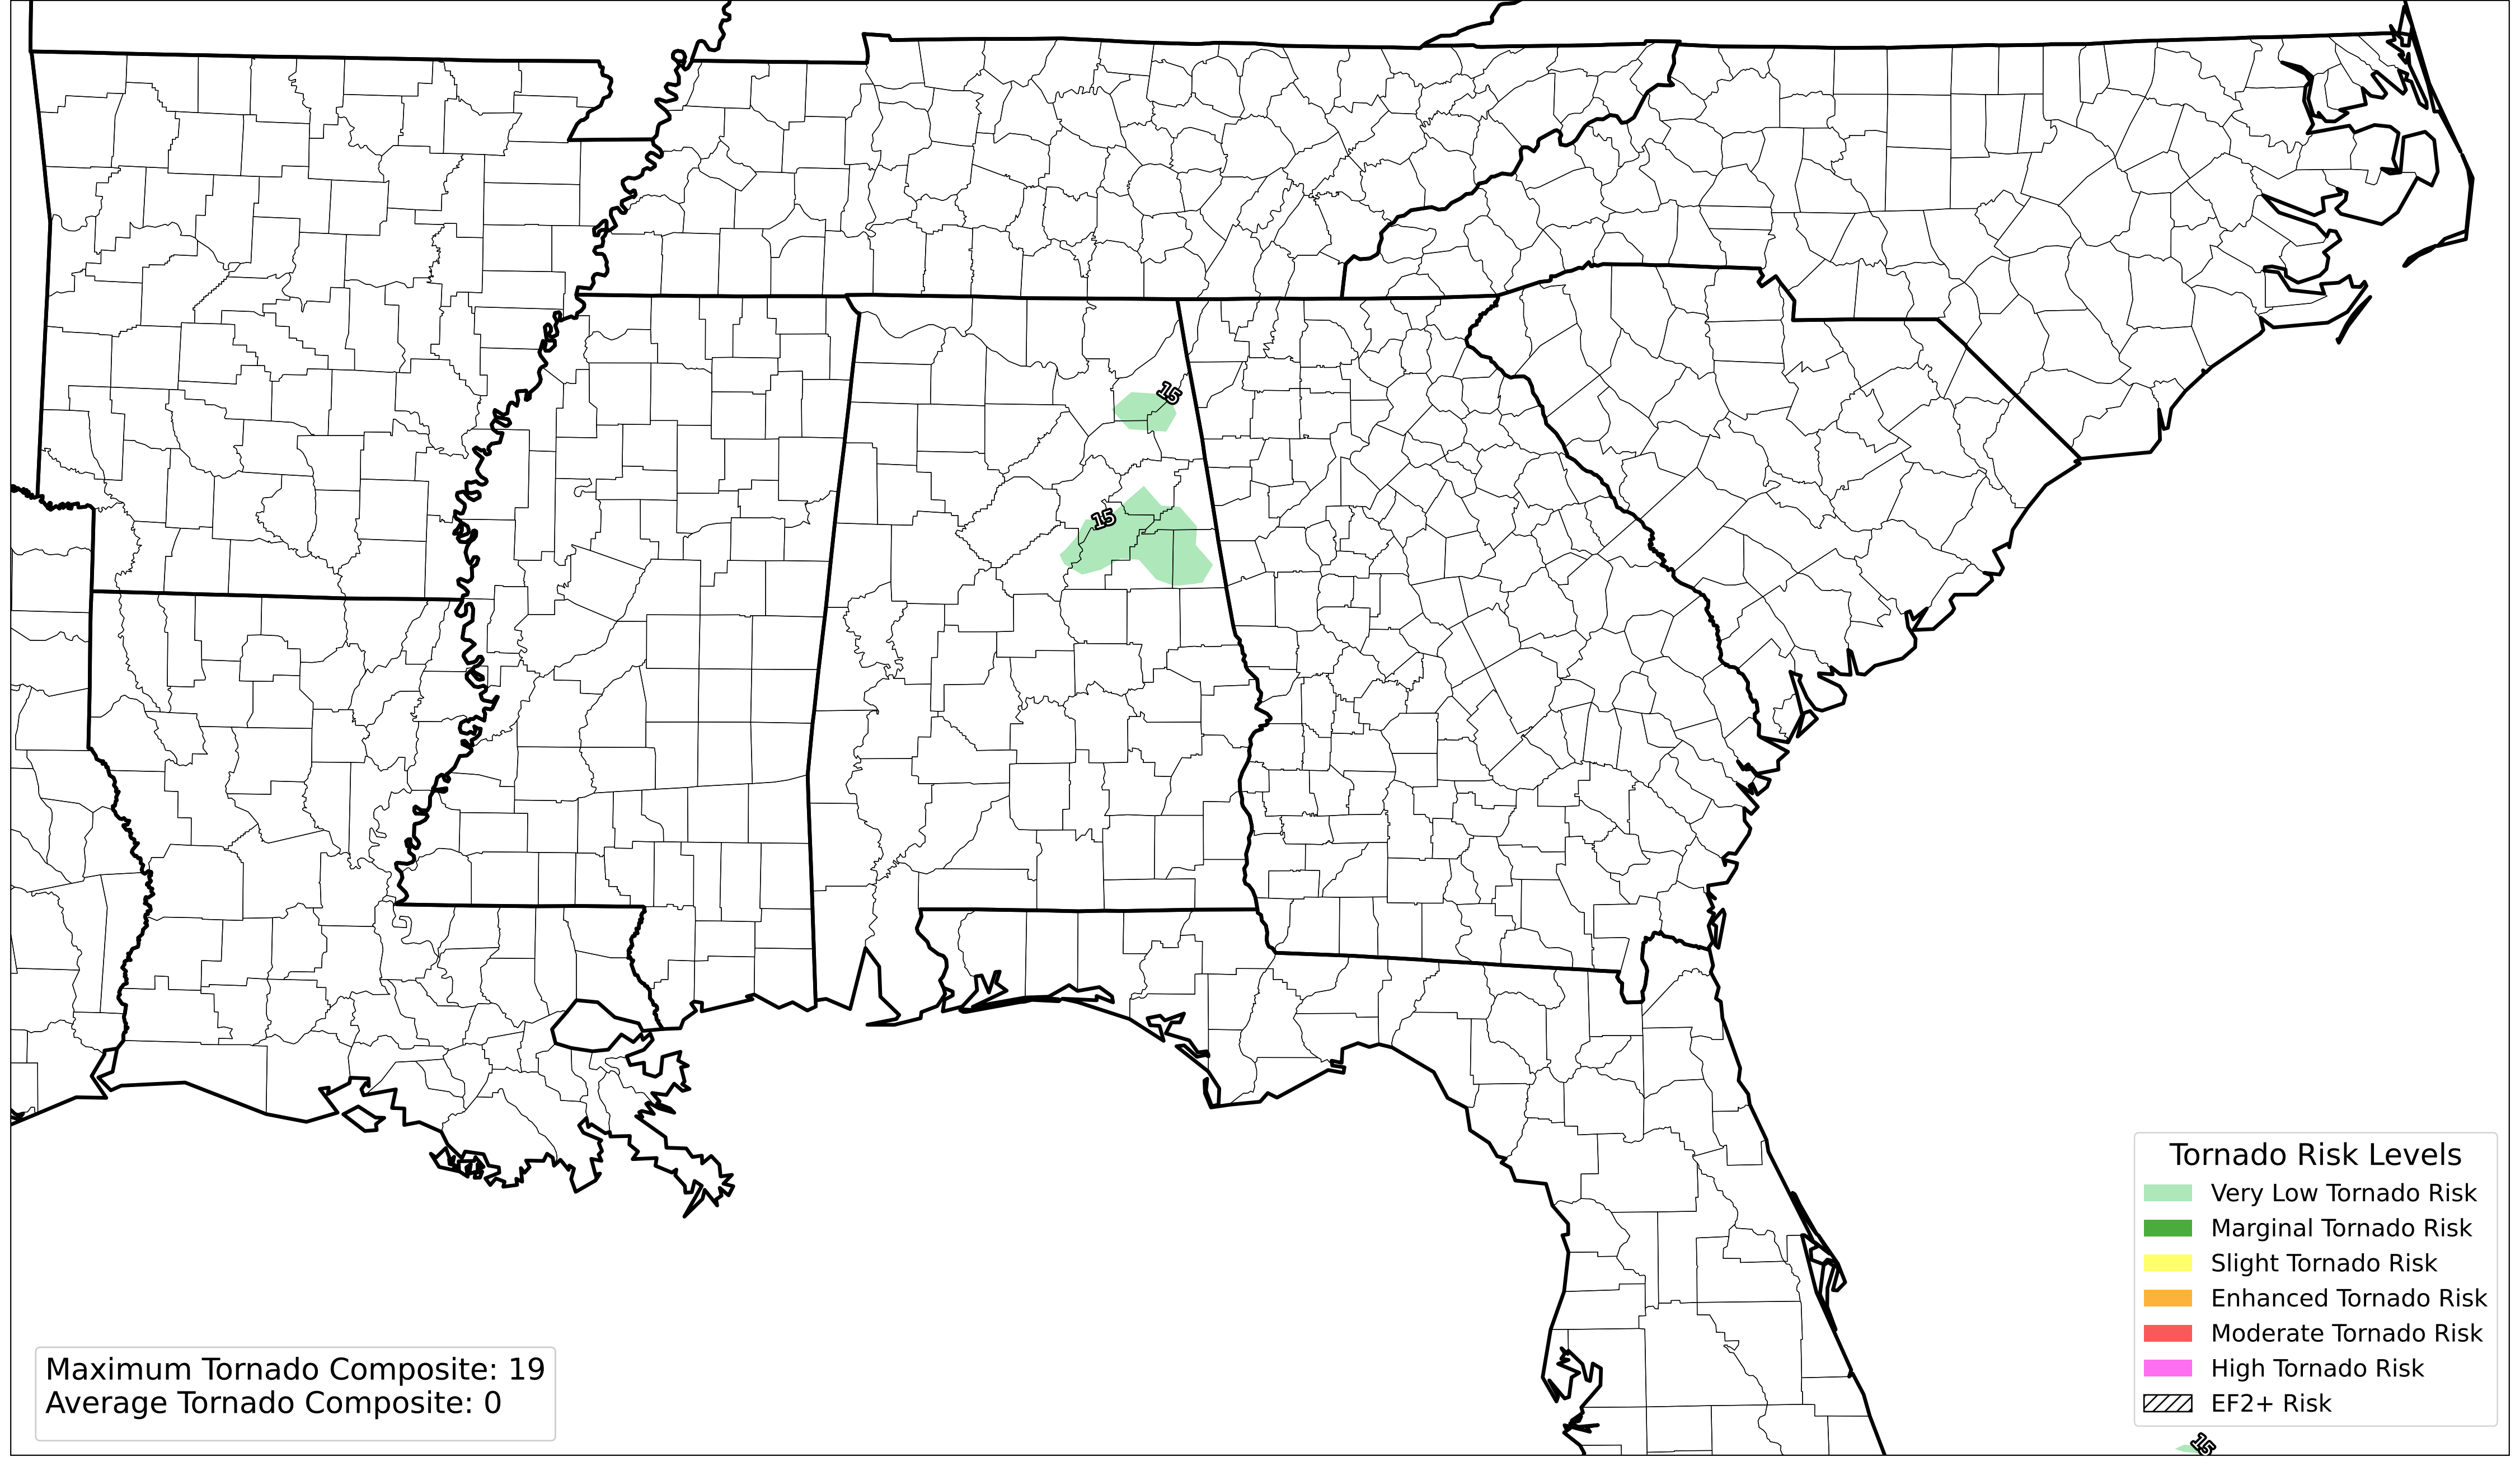 15
15
Tornado Risk Levels
Very Low Tornado Risk
Marginal Tornado Risk
Slight Tornado Risk
Enhanced Tornado Risk
Moderate Tornado Risk
High Tornado Risk
EF2+ Risk
Maximum Tornado Composite: 19
Average Tornado Composite: 0
15